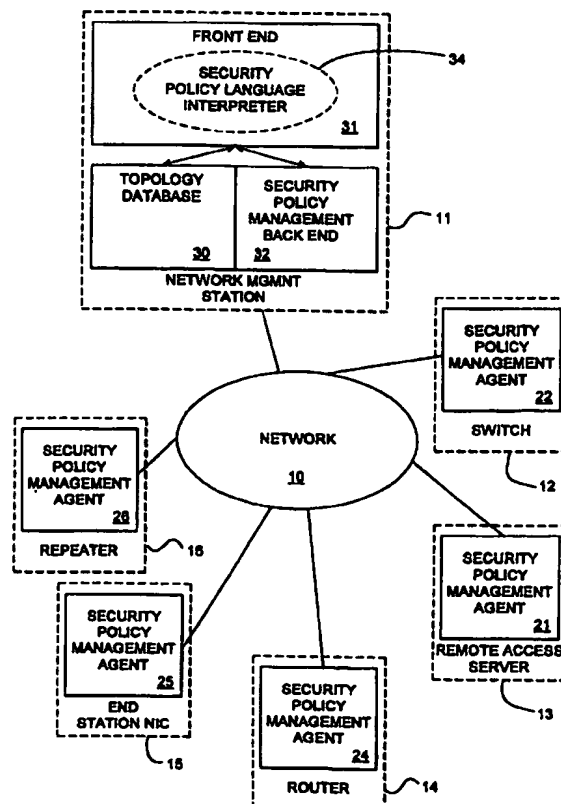 FRONT END
34
SECURITY
POLICY LANGUAGE
INTERPRETER
31
TOPOLOGY
DATABASE
30
SECURITY
POLICY
MANAGEMENT
BACK END
32
11
NETWORK MGMNT
STATION
SECURITY
POLICY
MANAGEMENT
AGENT
22
SWITCH
12
NETWORK
10
SECURITY
POLICY
MANAGEMENT
AGENT
26
REPEATER
16
SECURITY
POLICY
MANAGEMENT
AGENT
21
REMOTE ACCESS
SERVER
13
SECURITY
POLICY
MANAGEMENT
AGENT
25
END
STATION NIC
15
SECURITY
POLICY
MANAGEMENT
AGENT
24
ROUTER
14